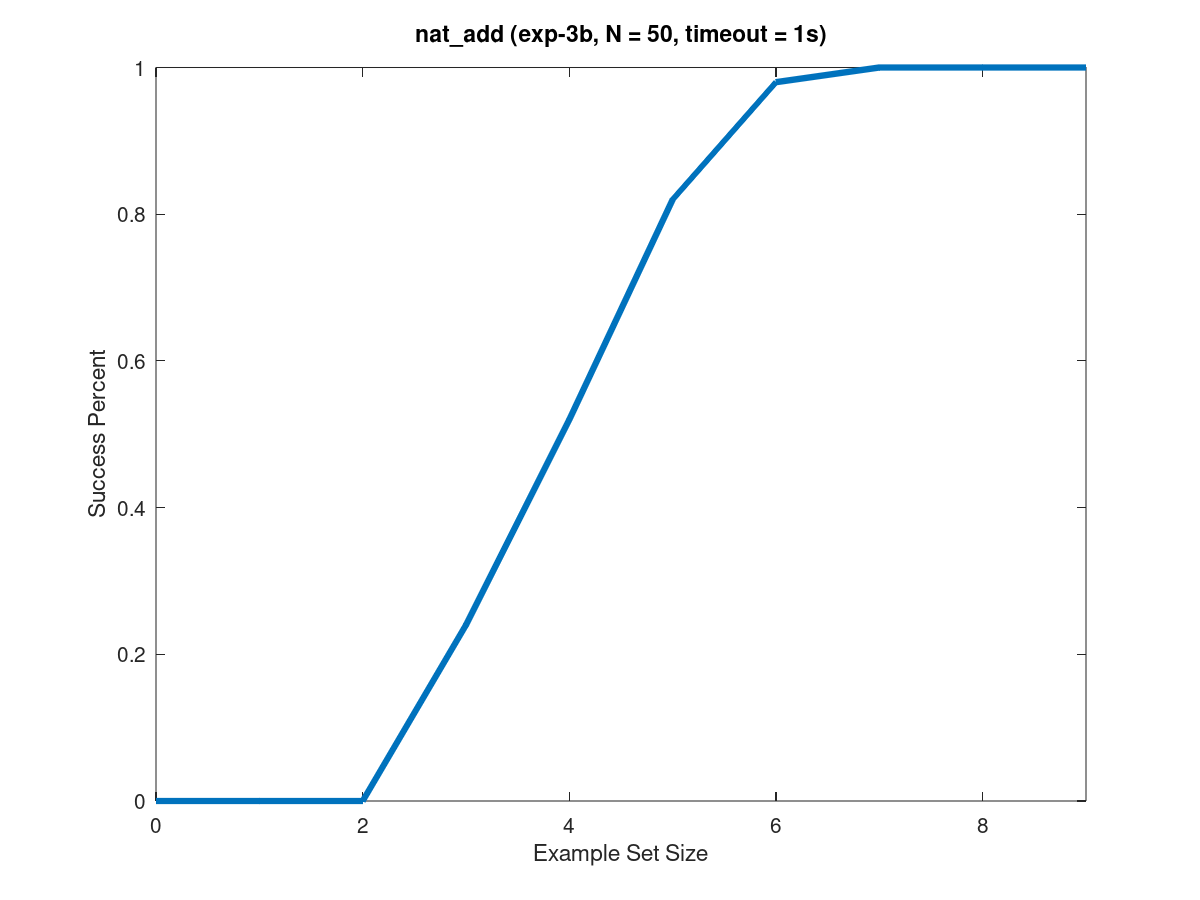 nat_add (exp-3b, N = 50, timeout = 1s)
1
0.8
0.6
0.4
0.2
0
Success Percent
0 2 4 6 8
Example Set Size